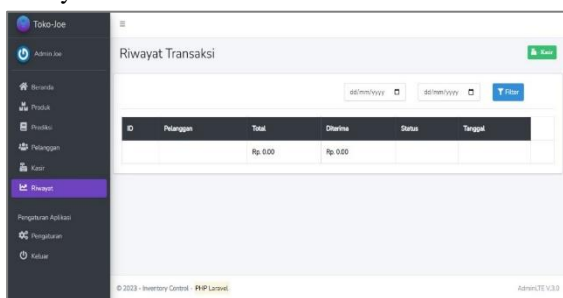 Toko-Joe
Admin Joe
Beranda
Produk
Prediksi
Pelanggan
Kasir
Riwayat
Pengaturan Aplikasi
Pengaturan
Keluar
Riwayat Transaksi
Kasir
dd/mm/yyyy dd/mm/yyyy Filter
ID Pelanggan Total Diterima Status Tanggal
Rp. 0.00 Rp. 0.00
© 2023 - Inventory Control - PHP Laravel AdminLTE V.3.0